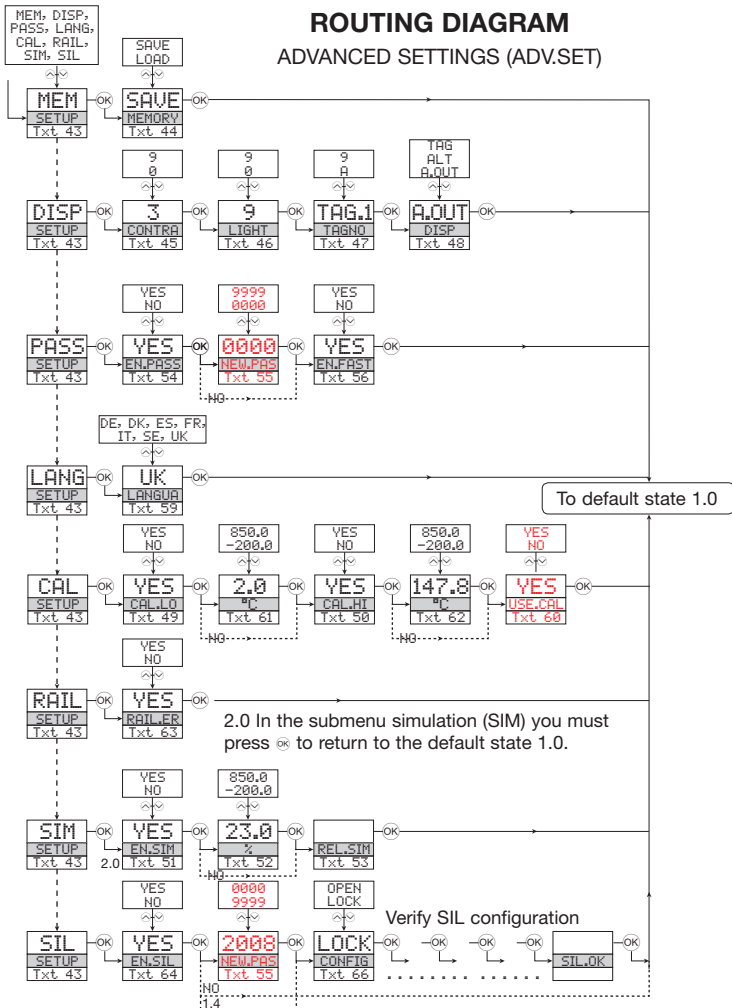 MEM, DISP,
PASS, LANG,
CAL, RAIL,
SIM, SIL
ROUTING DIAGRAM
ADVANCED SETTINGS (ADV.SET)
SAVE
LOAD
MEM OK SAVE OK
SETUP MEMORY
Txt 43 Txt 44
9
0
9
0
9
A
TAG
ALT
A.OUT
DISP OK 3 OK 9 OK TAG.1 OK A.OUT OK
SETUP CONTRA LIGHT TAGNO DISP
Txt 43 Txt 45 Txt 46 Txt 47 Txt 48
YES
NO
9999
0000
YES
NO
PASS OK YES OK 0000 OK YES OK
SETUP EN.PASS NEW.PAS EN.FAST
Txt 43 Txt 54 Txt 55 Txt 56
NO
DE, DK, ES, FR,
IT, SE, UK
LANG OK UK OK
SETUP LANGUA
Txt 43 Txt 59
To default state 1.0
YES
NO
850.0
-200.0
YES
NO
850.0
-200.0
YES
NO
CAL OK YES OK 2.0 OK YES OK 147.8 OK YES OK
SETUP CAL.LO °C CAL.HI °C USE.CAL
Txt 43 Txt 49 Txt 61 Txt 50 Txt 62 Txt 60
NO NO
YES
NO
RAIL OK YES OK
SETUP RAIL.ER
Txt 43 Txt 63
2.0 In the submenu simulation (SIM) you must
press OK to return to the default state 1.0.
YES
NO
850.0
-200.0
SIM OK YES OK 23.0 OK OK
SETUP EN.SIM % REL.SIM
Txt 43 2.0 Txt 51 Txt 52 Txt 53
NO
YES
NO
0000
9999
OPEN
LOCK
Verify SIL configuration
SIL OK YES OK 2008 OK LOCK OK OK OK OK OK
SETUP EN.SIL NEW.PAS CONFIG SIL.OK
Txt 43 Txt 64 Txt 55 Txt 66
NO
1.4